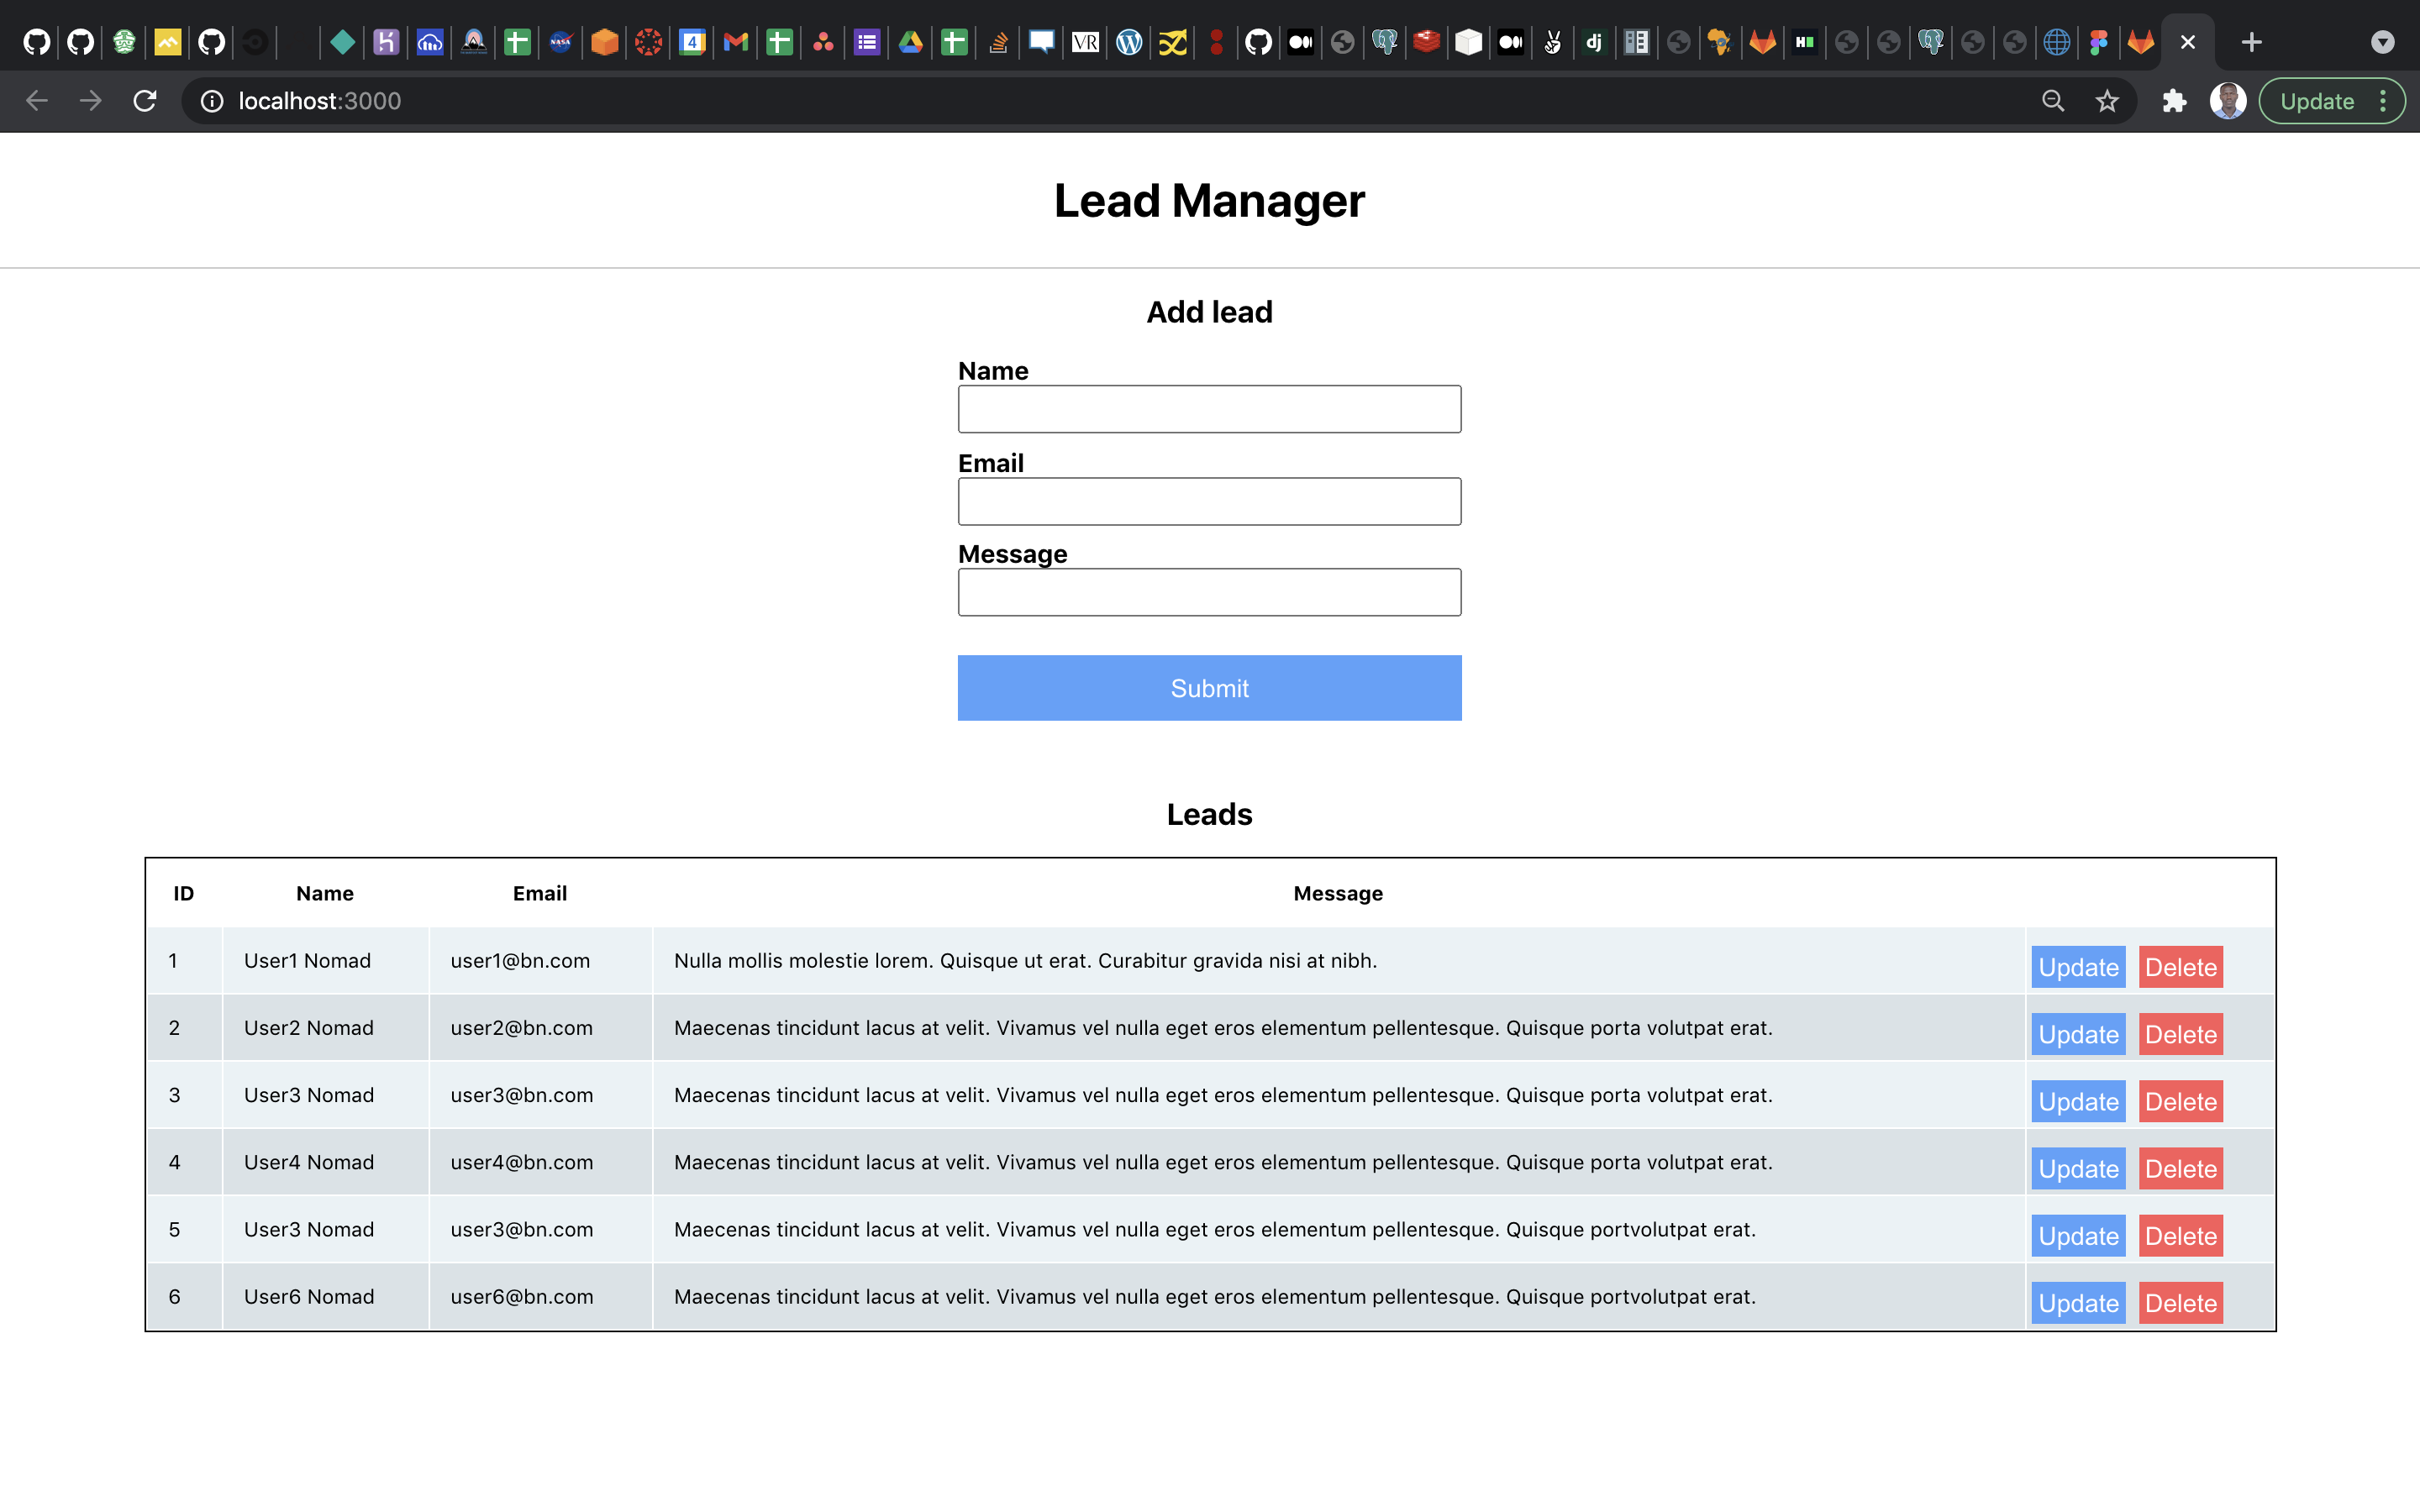 4 VR dj H
localhost:3000 Update
Lead Manager
Add lead
Name
Email
Message
Submit
Leads
ID Name Email Message
1 User1 Nomad user1@bn.com Nulla mollis molestie lorem. Quisque ut erat. Curabitur gravida nisi at nibh. Update Delete
2 User2 Nomad user2@bn.com Maecenas tincidunt lacus at velit. Vivamus vel nulla eget eros elementum pellentesque. Quisque porta volutpat erat. Update Delete
3 User3 Nomad user3@bn.com Maecenas tincidunt lacus at velit. Vivamus vel nulla eget eros elementum pellentesque. Quisque porta volutpat erat. Update Delete
4 User4 Nomad user4@bn.com Maecenas tincidunt lacus at velit. Vivamus vel nulla eget eros elementum pellentesque. Quisque porta volutpat erat. Update Delete
5 User3 Nomad user3@bn.com Maecenas tincidunt lacus at velit. Vivamus vel nulla eget eros elementum pellentesque. Quisque portvolutpat erat. Update Delete
6 User6 Nomad user6@bn.com Maecenas tincidunt lacus at velit. Vivamus vel nulla eget eros elementum pellentesque. Quisque portvolutpat erat. Update Delete